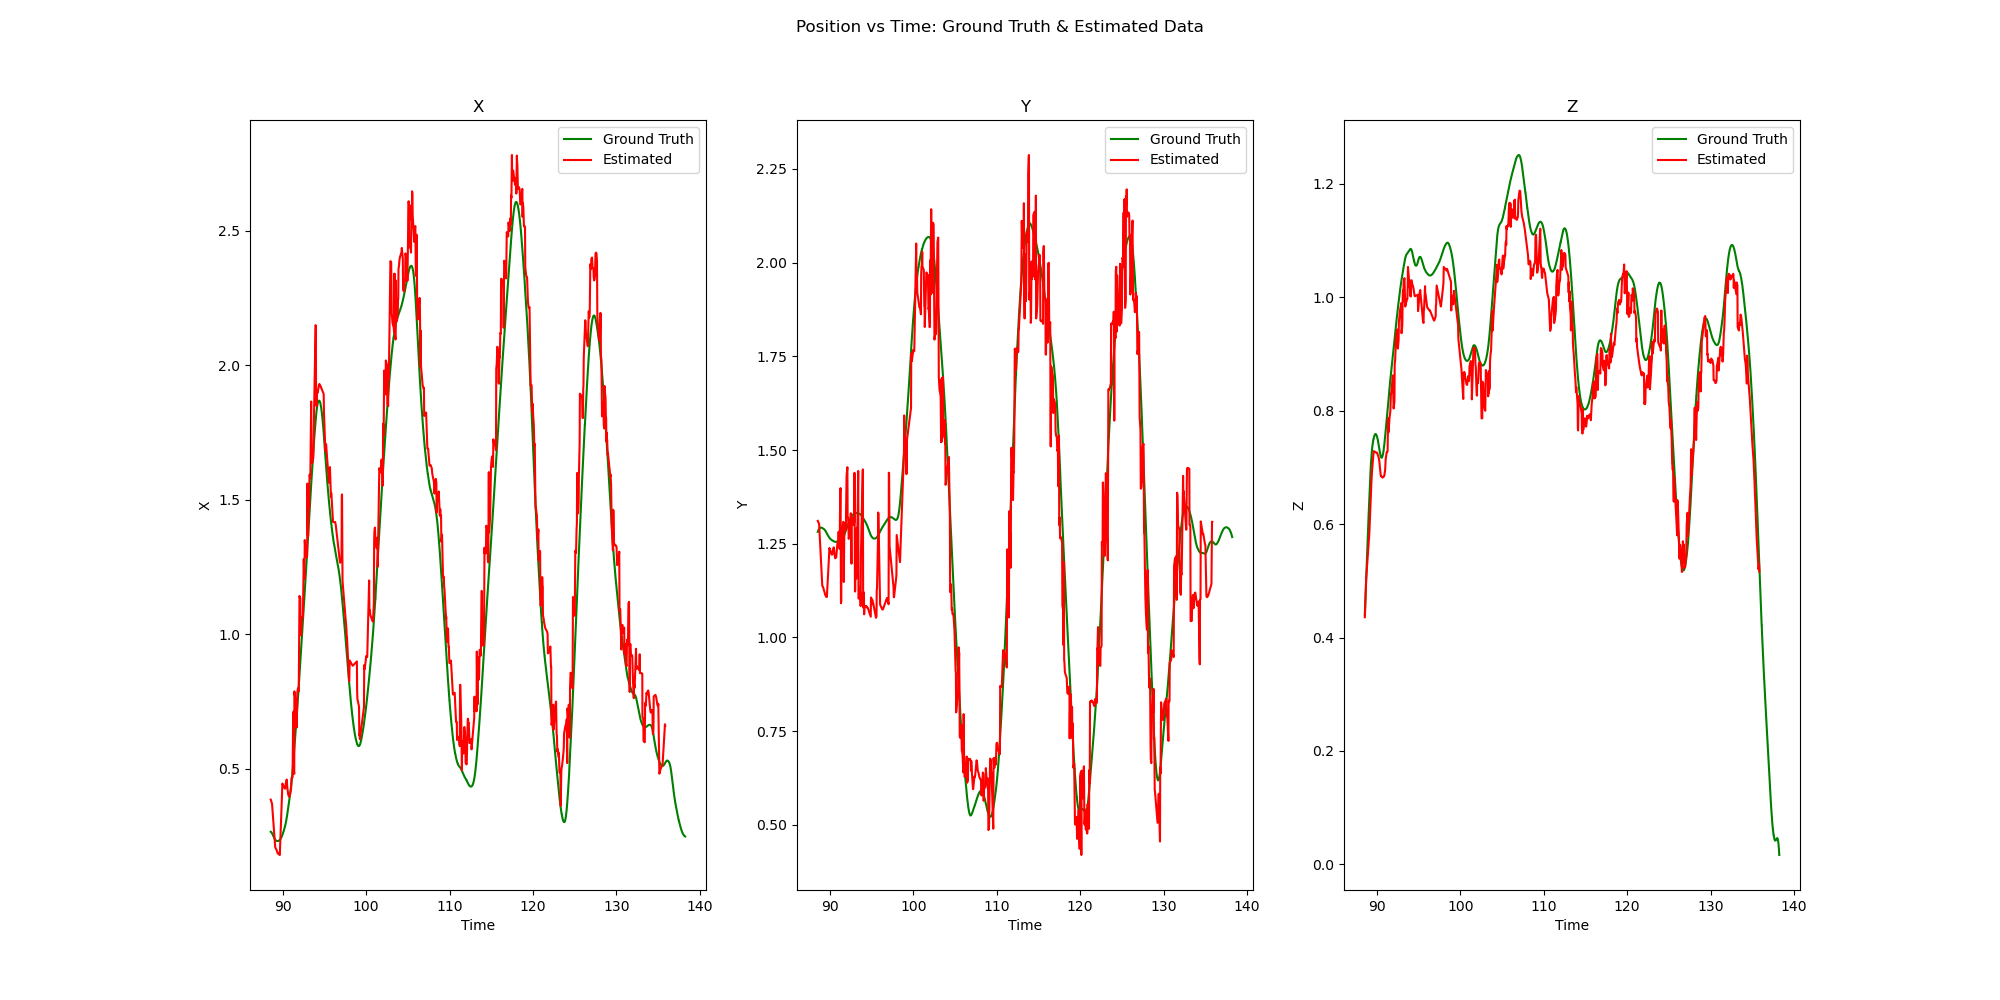 Position vs Time: Ground Truth & Estimated Data
X
Ground Truth
Estimated
2.5
2.0
1.5
1.0
0.5
X
90 100 110 120 130 140
Time
Y
Ground Truth
Estimated
2.25
2.00
1.75
1.50
1.25
1.00
0.75
0.50
Y
90 100 110 120 130 140
Time
Z
Ground Truth
Estimated
1.2
1.0
0.8
0.6
0.4
0.2
0.0
Z
90 100 110 120 130 140
Time